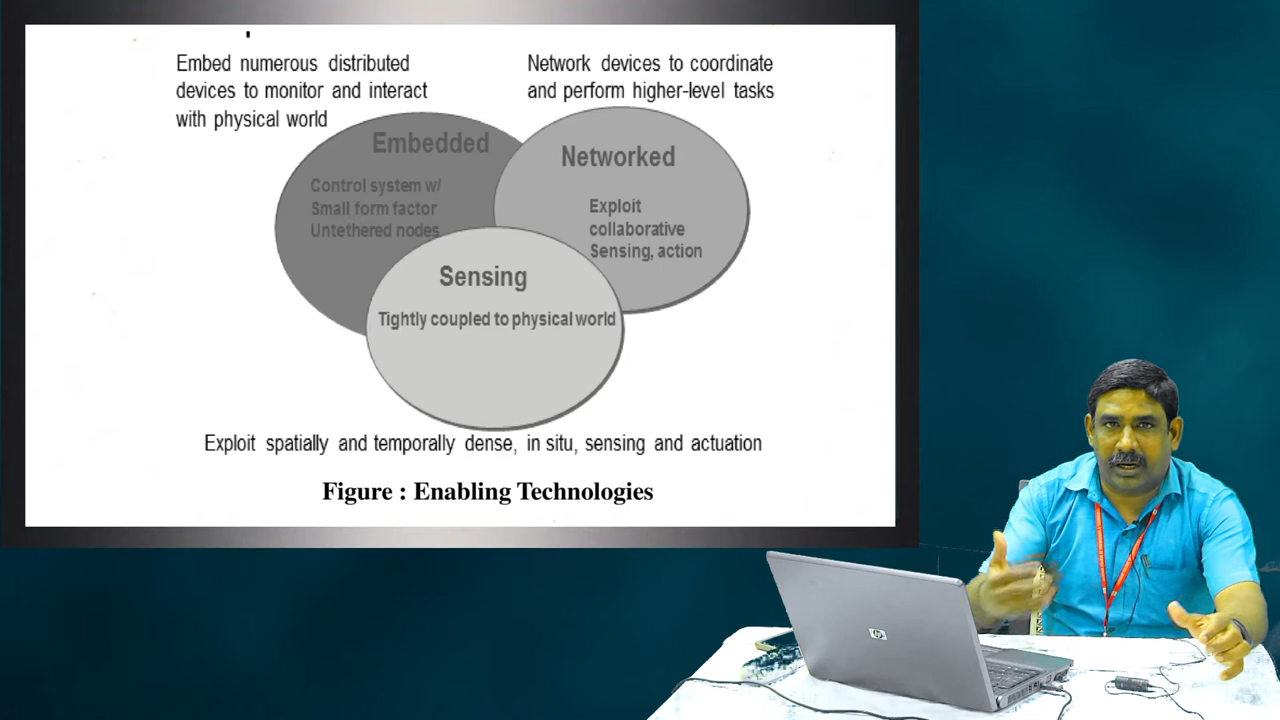 Embed numerous distributed
devices to monitor and interact
with physical world
Network devices to coordinate
and perform higher-level tasks
Embedded
Control system w/
Small form factor
Untethered nodes
Networked
Exploit
collaborative
Sensing, action
Sensing
Tightly coupled to physical world
Exploit spatially and temporally dense, in situ, sensing and actuation
Figure : Enabling Technologies
hp